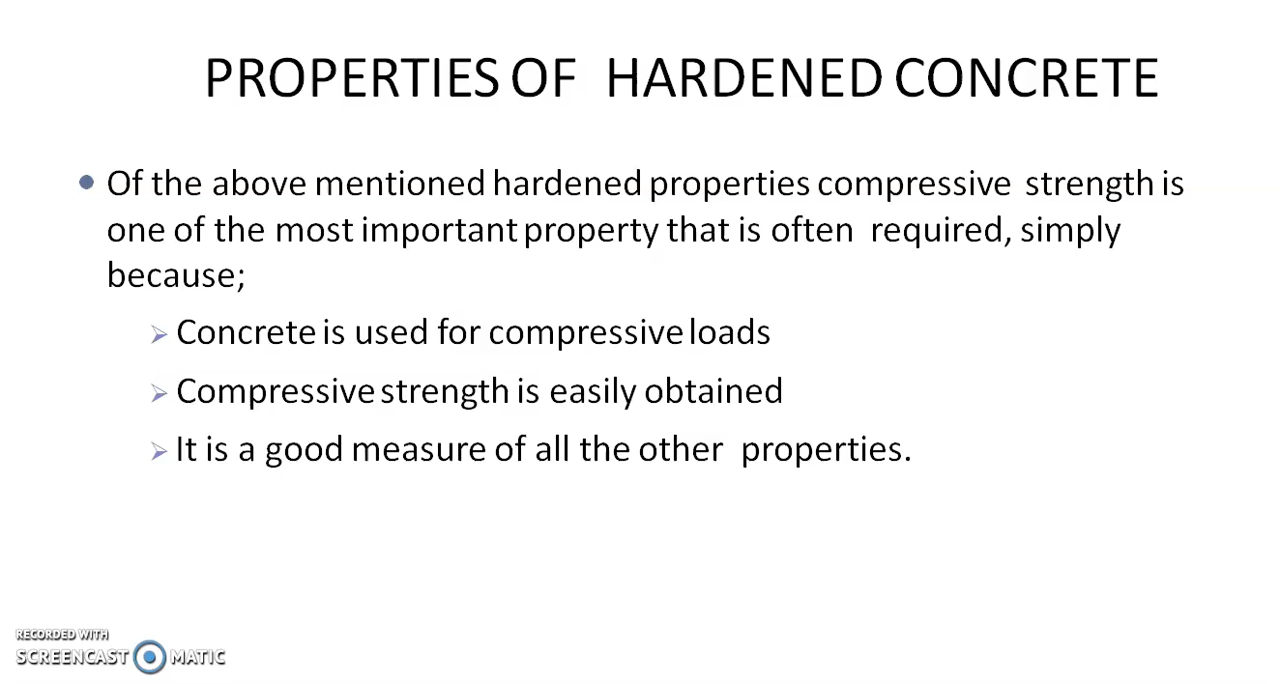 PROPERTIES OF HARDENED CONCRETE
Of the above mentioned hardened properties compressive strength is
one of the most important property that is often required, simply
because;
Concrete is used for compressive loads
Compressive strength is easily obtained
It is a good measure of all the other properties.
RECORDED WITH
SCREENCAST MATIC